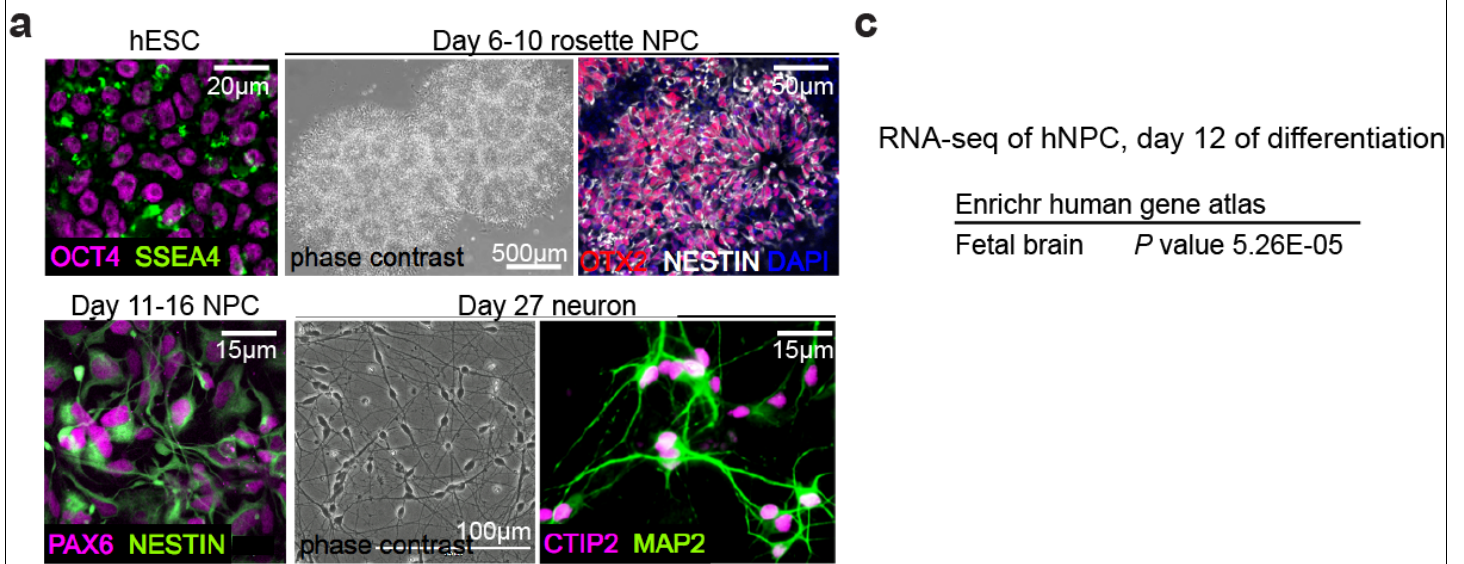 a
hESC
Day 6-10 rosette NPC
20µm
50µm
OCT4 SSEA4
phase contrast
500µm
OTX2 NESTIN DAPI
Day 11-16 NPC
Day 27 neuron
15µm
15µm
PAX6 NESTIN
phase contrast
100µm
CTIP2 MAP2
c
RNA-seq of hNPC, day 12 of differentiation
Enrichr human gene atlas
Fetal brain P value 5.26E-05